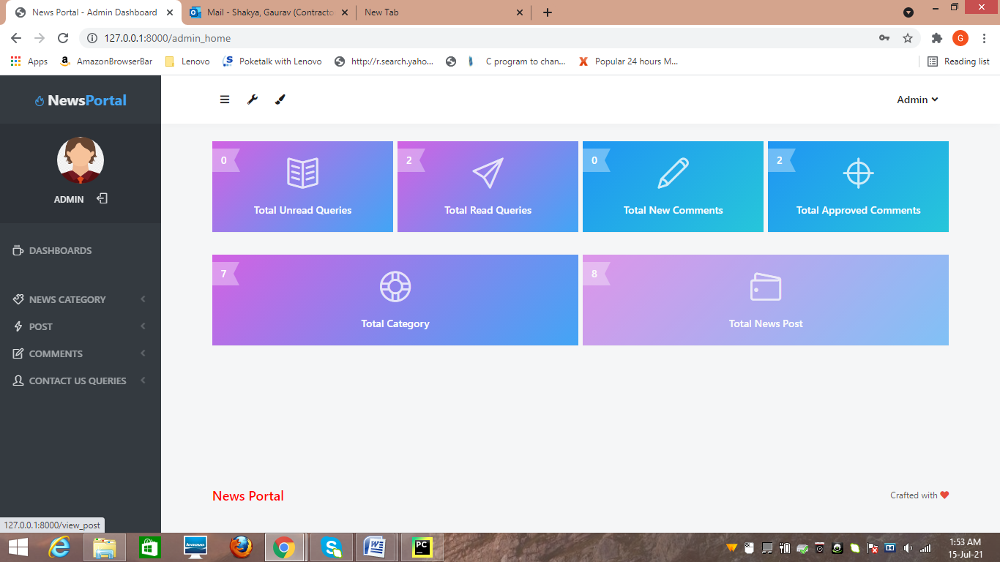 News Portal - Admin Dashboard
Mail - Shakya, Gaurav (Contracto
New Tab
127.0.0.1:8000/admin_home
G
Apps
AmazonBrowserBar
Lenovo
Poketalk with Lenovo
http://r.search.yaho...
C program to chan...
Popular 24 hours M...
Reading list
NewsPortal
Admin
ADMIN
DASHBOARDS
NEWS CATEGORY
POST
COMMENTS
CONTACT US QUERIES
0
Total Unread Queries
2
Total Read Queries
0
Total New Comments
2
Total Approved Comments
7
Total Category
8
Total News Post
News Portal
Crafted with
127.0.0.1:8000/view_post
lenovo
PC
1:53 AM
15-Jul-21